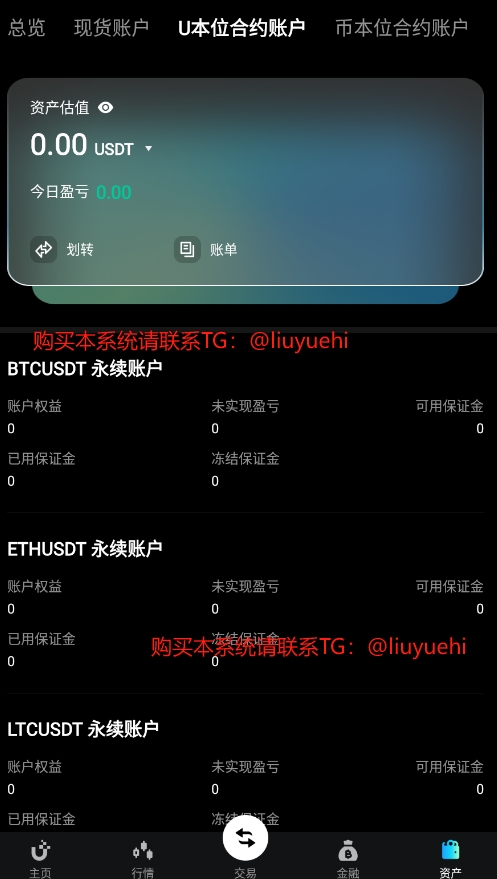 总览 现货账户 U本位合约账户 币本位合约账户
资产估值
0.00 USDT
今日盈亏 0.00
划转 账单
购买本系统请联系TG：@liuyuehi
BTCUSDT 永续账户
账户权益 未实现盈亏 可用保证金
0 0 0
已用保证金 冻结保证金
0 0
ETHUSDT 永续账户
账户权益 未实现盈亏 可用保证金
0 0 0
已用保证金 冻结保证金
购买本系统请联系TG：@liuyuehi
0 0
LTCUSDT 永续账户
账户权益 未实现盈亏 可用保证金
0 0 0
已用保证金 冻结保证金
主页 行情 交易 金融 资产